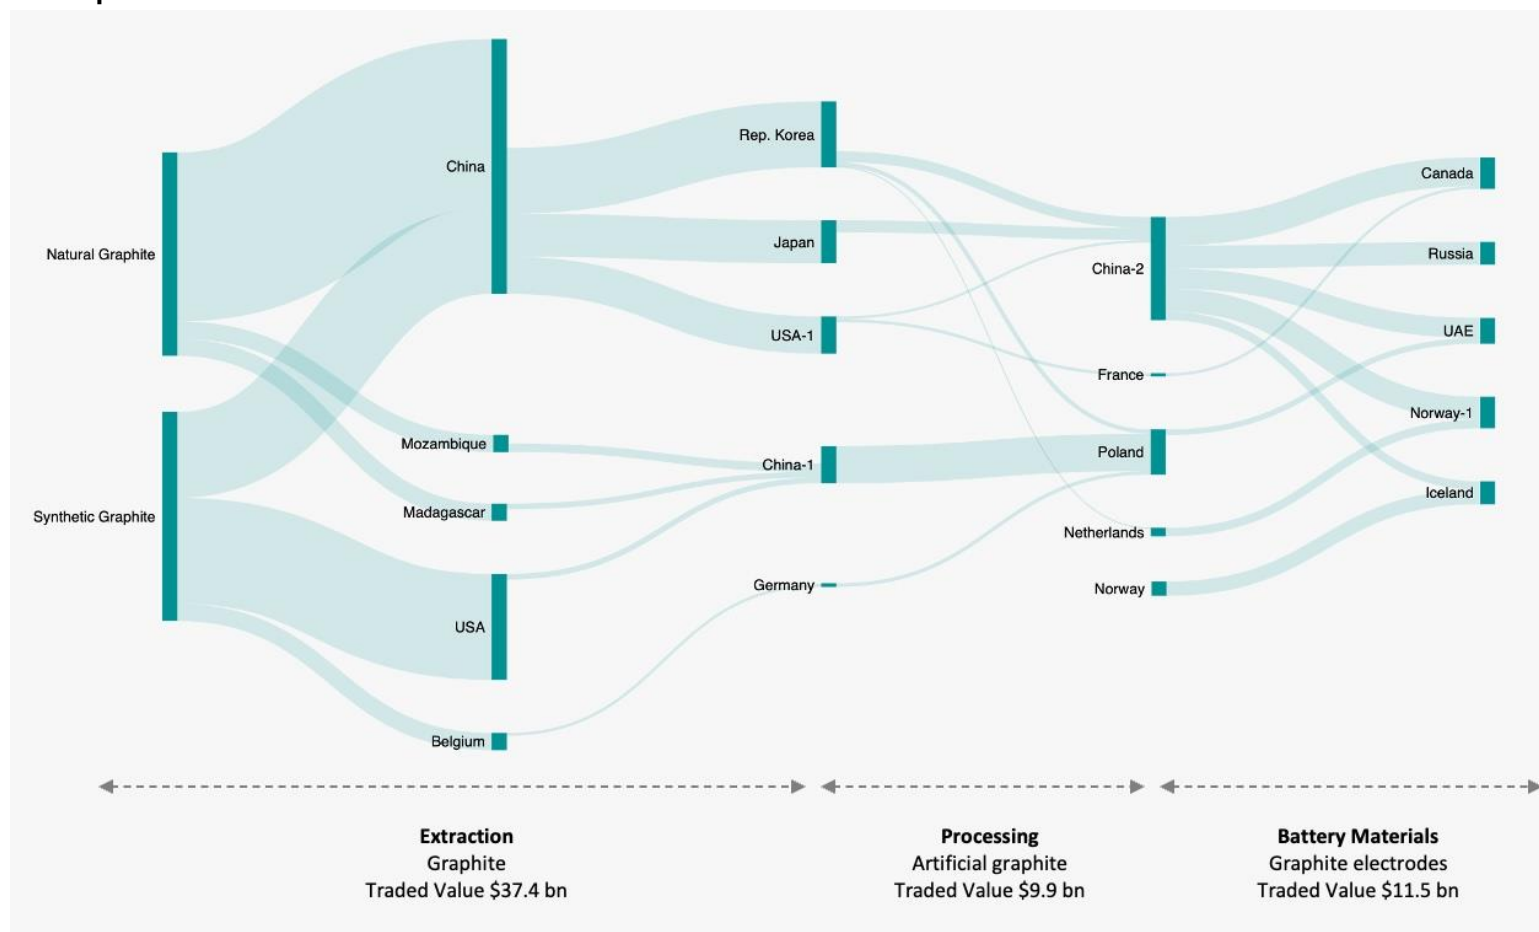 Rep. Korea
China
Canada
Natural Graphite
Japan
Russia
China-2
USA-1
UAE
France
Mozambique
Norway-1
China-1
Poland
Madagascar
Synthetic Graphite
Iceland
Netherlands
Germany
Norway
USA
Belgium
Extraction
Graphite
Traded Value $37.4 bn
Processing
Artificial graphite
Traded Value $9.9 bn
Battery Materials
Graphite electrodes
Traded Value $11.5 bn